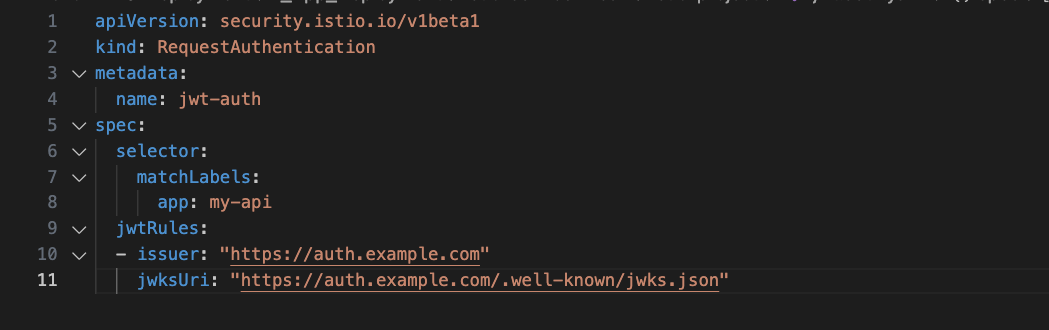 1 apiVersion: security.istio.io/v1beta1
2 kind: RequestAuthentication
3 metadata:
4 name: jwt-auth
5 spec:
6 selector:
7 matchLabels:
8 app: my-api
9 jwtRules:
10 - issuer: "https://auth.example.com"
11 jwksUri: "https://auth.example.com/.well-known/jwks.json"